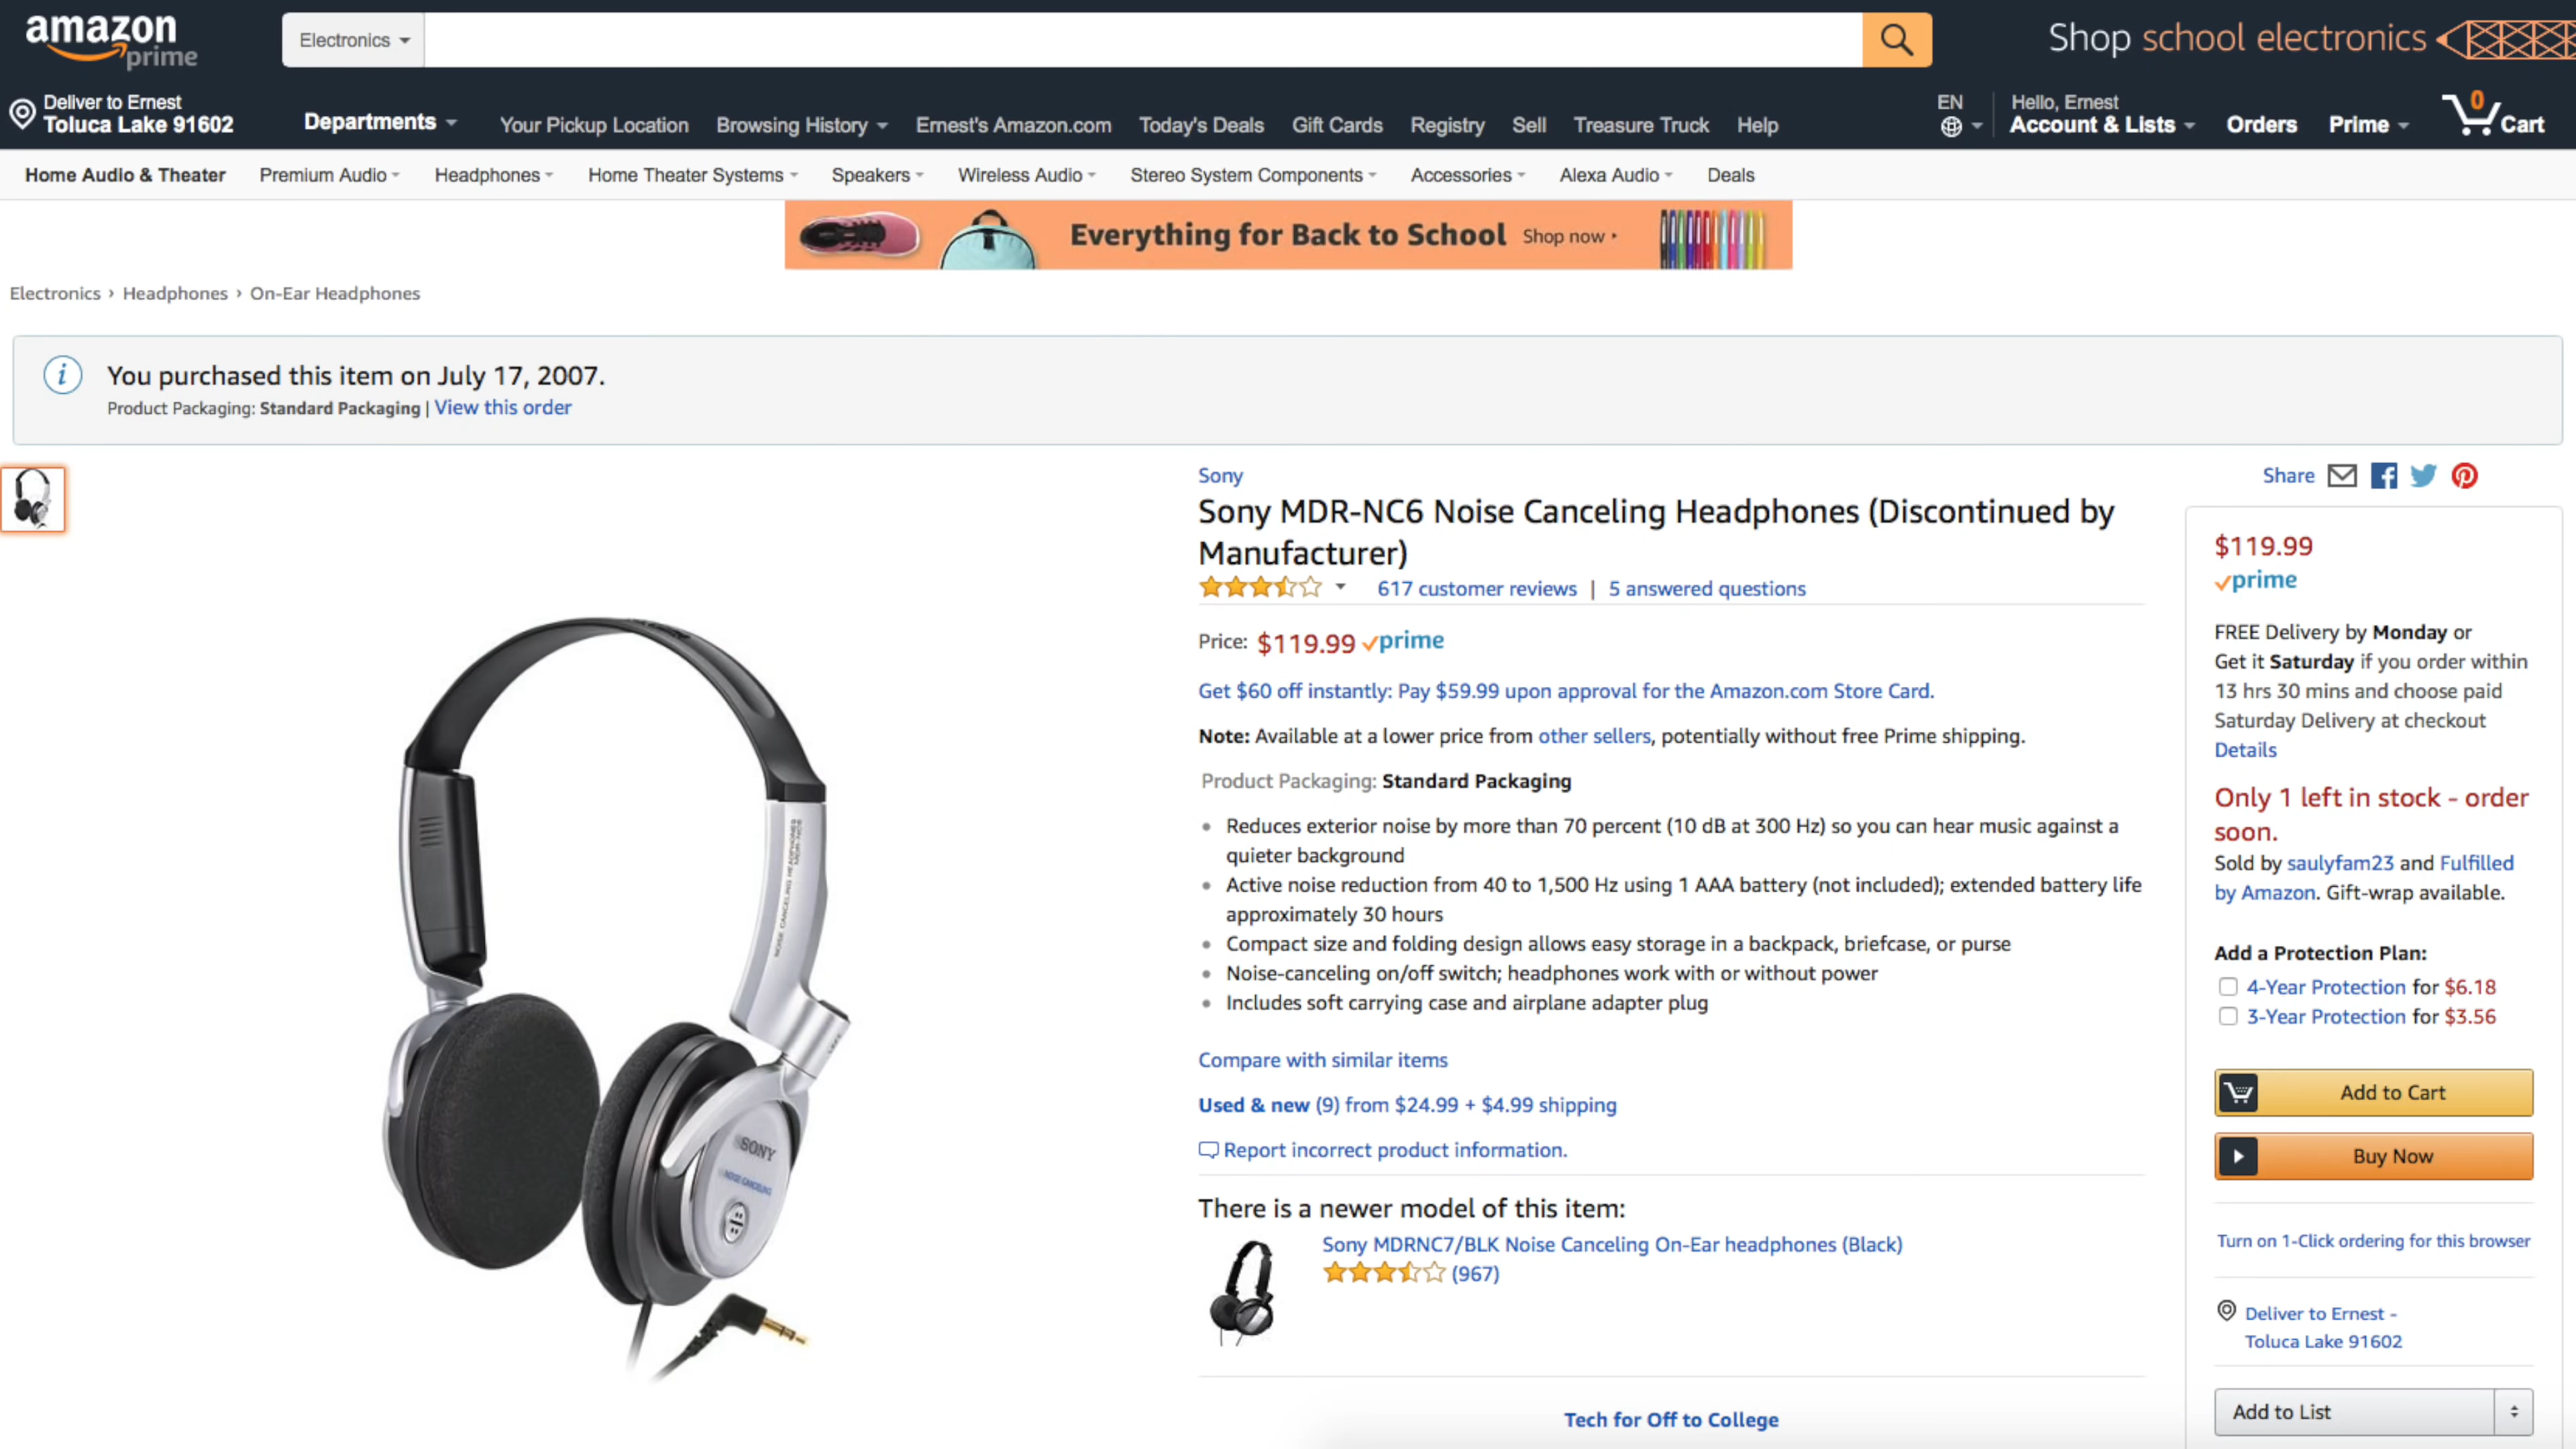 amazon
prime
Electronics
Shop school electronics
Deliver to Ernest
Toluca Lake 91602
Departments
Your Pickup Location
Browsing History
Ernest's Amazon.com
Today's Deals
Gift Cards
Registry
Sell
Treasure Truck
Help
EN
Hello, Ernest
Account & Lists
Orders
Prime
0
Cart
Home Audio & Theater
Premium Audio
Headphones
Home Theater Systems
Speakers
Wireless Audio
Stereo System Components
Accessories
Alexa Audio
Deals
Everything for Back to School Shop now
Electronics › Headphones › On-Ear Headphones
You purchased this item on July 17, 2007.
Product Packaging: Standard Packaging | View this order
Sony
Sony MDR-NC6 Noise Canceling Headphones (Discontinued by
Manufacturer)
617 customer reviews | 5 answered questions
Price: $119.99 prime
Get $60 off instantly: Pay $59.99 upon approval for the Amazon.com Store Card.
Note: Available at a lower price from other sellers, potentially without free Prime shipping.
Product Packaging: Standard Packaging
• Reduces exterior noise by more than 70 percent (10 dB at 300 Hz) so you can hear music against a
quieter background
• Active noise reduction from 40 to 1,500 Hz using 1 AAA battery (not included); extended battery life
approximately 30 hours
• Compact size and folding design allows easy storage in a backpack, briefcase, or purse
• Noise-canceling on/off switch; headphones work with or without power
• Includes soft carrying case and airplane adapter plug
Compare with similar items
Used & new (9) from $24.99 + $4.99 shipping
Report incorrect product information.
There is a newer model of this item:
Sony MDRNC7/BLK Noise Canceling On-Ear headphones (Black)
(967)
Tech for Off to College
Share
$119.99
prime
FREE Delivery by Monday or
Get it Saturday if you order within
13 hrs 30 mins and choose paid
Saturday Delivery at checkout
Details
Only 1 left in stock - order
soon.
Sold by saulyfam23 and Fulfilled
by Amazon. Gift-wrap available.
Add a Protection Plan:
4-Year Protection for $6.18
3-Year Protection for $3.56
Add to Cart
Buy Now
Turn on 1-Click ordering for this browser
Deliver to Ernest -
Toluca Lake 91602
Add to List
NOISE CANCELING HEADPHONES
MDR-NC6
SONY
NOISE CANCELING